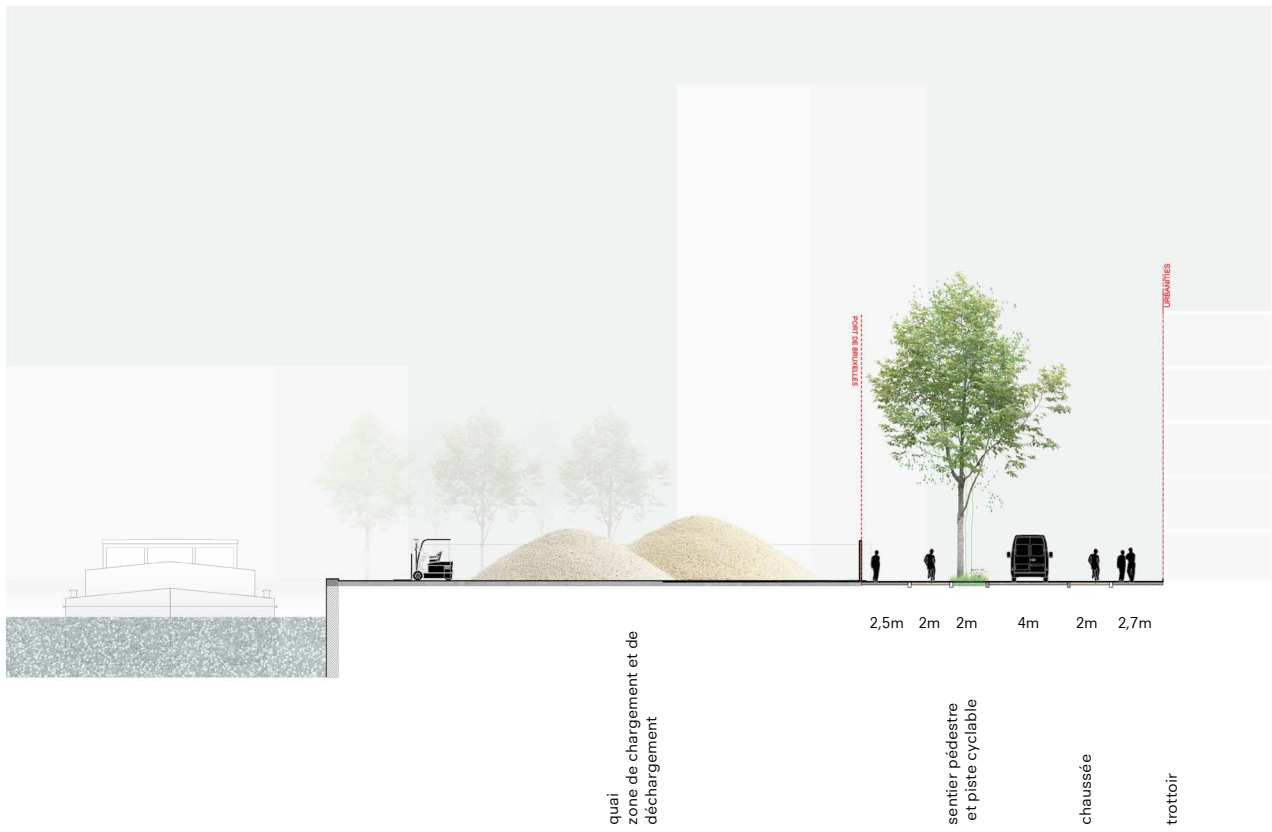 PORT DE BRUXELLES
URBANITIES
2,5m 2m 2m 4m 2m 2,7m
quai
zone de chargement et de
déchargement
sentier pédestre
et piste cyclable
chaussée
trottoir